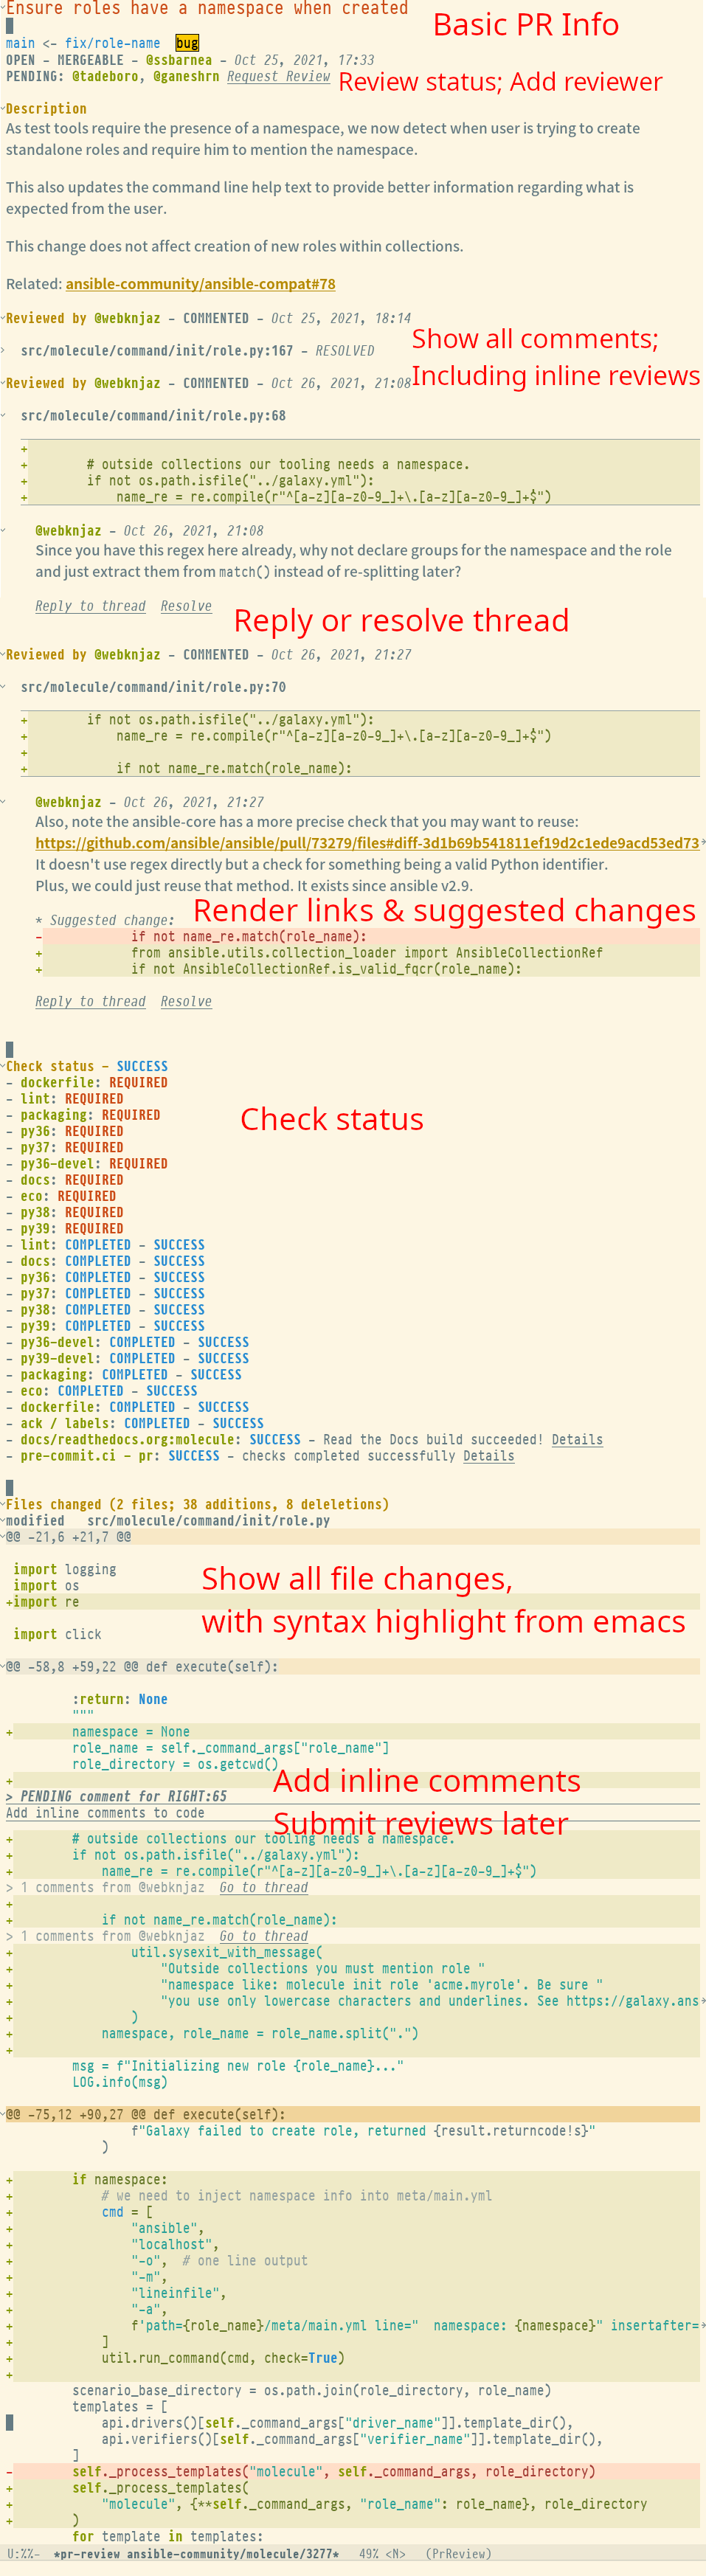 Ensure roles have a namespace when created
Basic PR Info
main <- fix/role-name bug
OPEN - MERGEABLE - @ssbarnea - Oct 25, 2021, 17:33
PENDING: @tadeboro, @ganeshrn Request Review
Review status; Add reviewer
Description
As test tools require the presence of a namespace, we now detect when user is trying to create
standalone roles and require him to mention the namespace.
This also updates the command line help text to provide better information regarding what is
expected from the user.
This change does not affect creation of new roles within collections.
Related: ansible-community/ansible-compat#78
Reviewed by @webknjaz - COMMENTED - Oct 25, 2021, 18:14
Show all comments;
src/molecule/command/init/role.py:167 - RESOLVED
Including inline reviews
Reviewed by @webknjaz - COMMENTED - Oct 26, 2021, 21:08
src/molecule/command/init/role.py:68
+
+ # outside collections our tooling needs a namespace.
+ if not os.path.isfile("../galaxy.yml"):
+ name_re = re.compile(r"^[a-z][a-z0-9_]+\.[a-z][a-z0-9_]+$")
@webknjaz - Oct 26, 2021, 21:08
Since you have this regex here already, why not declare groups for the namespace and the role
and just extract them from match() instead of re-splitting later?
Reply to thread Resolve
Reply or resolve thread
Reviewed by @webknjaz - COMMENTED - Oct 26, 2021, 21:27
src/molecule/command/init/role.py:70
+ if not os.path.isfile("../galaxy.yml"):
+ name_re = re.compile(r"^[a-z][a-z0-9_]+\.[a-z][a-z0-9_]+$")
+
+ if not name_re.match(role_name):
@webknjaz - Oct 26, 2021, 21:27
Also, note the ansible-core has a more precise check that you may want to reuse:
https://github.com/ansible/ansible/pull/73279/files#diff-3d1b69b541811ef19d2c1ede9acd53ed73
It doesn't use regex directly but a check for something being a valid Python identifier.
Plus, we could just reuse that method. It exists since ansible v2.9.
Render links & suggested changes
* Suggested change:
- if not name_re.match(role_name):
+ from ansible.utils.collection_loader import AnsibleCollectionRef
+ if not AnsibleCollectionRef.is_valid_fqcr(role_name):
Reply to thread Resolve
Check status - SUCCESS
- dockerfile: REQUIRED
- lint: REQUIRED
- packaging: REQUIRED
Check status
- py36: REQUIRED
- py37: REQUIRED
- py36-devel: REQUIRED
- docs: REQUIRED
- eco: REQUIRED
- py38: REQUIRED
- py39: REQUIRED
- lint: COMPLETED - SUCCESS
- docs: COMPLETED - SUCCESS
- py36: COMPLETED - SUCCESS
- py37: COMPLETED - SUCCESS
- py38: COMPLETED - SUCCESS
- py39: COMPLETED - SUCCESS
- py36-devel: COMPLETED - SUCCESS
- py39-devel: COMPLETED - SUCCESS
- packaging: COMPLETED - SUCCESS
- eco: COMPLETED - SUCCESS
- dockerfile: COMPLETED - SUCCESS
- ack / labels: COMPLETED - SUCCESS
- docs/readthedocs.org:molecule: SUCCESS - Read the Docs build succeeded! Details
- pre-commit.ci - pr: SUCCESS - checks completed successfully Details
Files changed (2 files; 38 additions, 8 deleletions)
modified src/molecule/command/init/role.py
@@ -21,6 +21,7 @@
import logging
import os
+import re
import click
Show all file changes,
with syntax highlight from emacs
@@ -58,8 +59,22 @@ def execute(self):
:return: None
"""
+ namespace = None
role_name = self._command_args["role_name"]
role_directory = os.getcwd()
+
Add inline comments
> PENDING comment for RIGHT:65
Add inline comments to code
Submit reviews later
+ # outside collections our tooling needs a namespace.
+ if not os.path.isfile("../galaxy.yml"):
+ name_re = re.compile(r"^[a-z][a-z0-9_]+\.[a-z][a-z0-9_]+$")
> 1 comments from @webknjaz Go to thread
+
+ if not name_re.match(role_name):
> 1 comments from @webknjaz Go to thread
+ util.sysexit_with_message(
+ "Outside collections you must mention role "
+ "namespace like: molecule init role 'acme.myrole'. Be sure "
+ "you use only lowercase characters and underlines. See https://galaxy.ans
+ )
+ namespace, role_name = role_name.split(".")
+
msg = f"Initializing new role {role_name}..."
LOG.info(msg)
@@ -75,12 +90,27 @@ def execute(self):
f"Galaxy failed to create role, returned {result.returncode!s}"
)
+ if namespace:
+ # we need to inject namespace info into meta/main.yml
+ cmd = [
+ "ansible",
+ "localhost",
+ "-o", # one line output
+ "-m",
+ "lineinfile",
+ "-a",
+ f'path={role_name}/meta/main.yml line=" namespace: {namespace}" insertafter=
+ ]
+ util.run_command(cmd, check=True)
+
scenario_base_directory = os.path.join(role_directory, role_name)
templates = [
api.drivers()[self._command_args["driver_name"]].template_dir(),
api.verifiers()[self._command_args["verifier_name"]].template_dir(),
]
- self._process_templates("molecule", self._command_args, role_directory)
+ self._process_templates(
+ "molecule", {**self._command_args, "role_name": role_name}, role_directory
+ )
for template in templates:
U:%%- *pr-review ansible-community/molecule/3277* 49% <N> (PrReview)